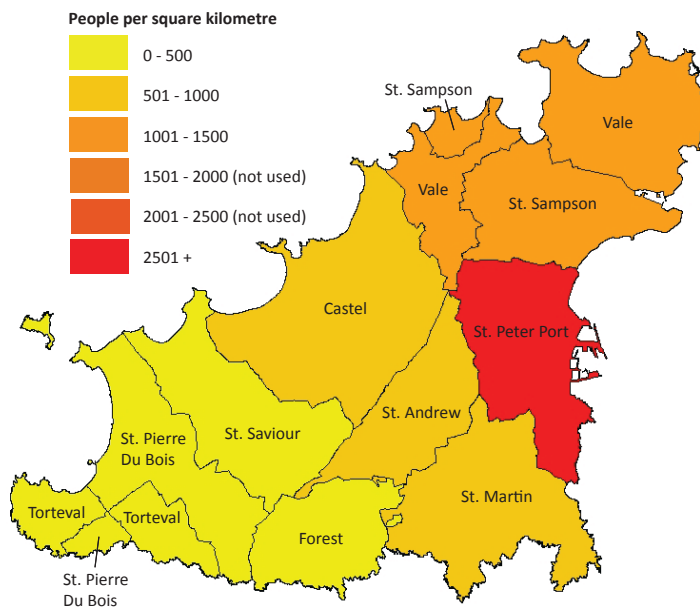 People per square kilometre
0 - 500
501 - 1000
1001 - 1500
1501 - 2000 (not used)
2001 - 2500 (not used)
2501 +
St. Sampson
Vale
Vale
St. Sampson
Castel
St. Peter Port
St. Andrew
St. Saviour
St. Pierre
Du Bois
St. Martin
Torteval
Torteval
Forest
St. Pierre
Du Bois